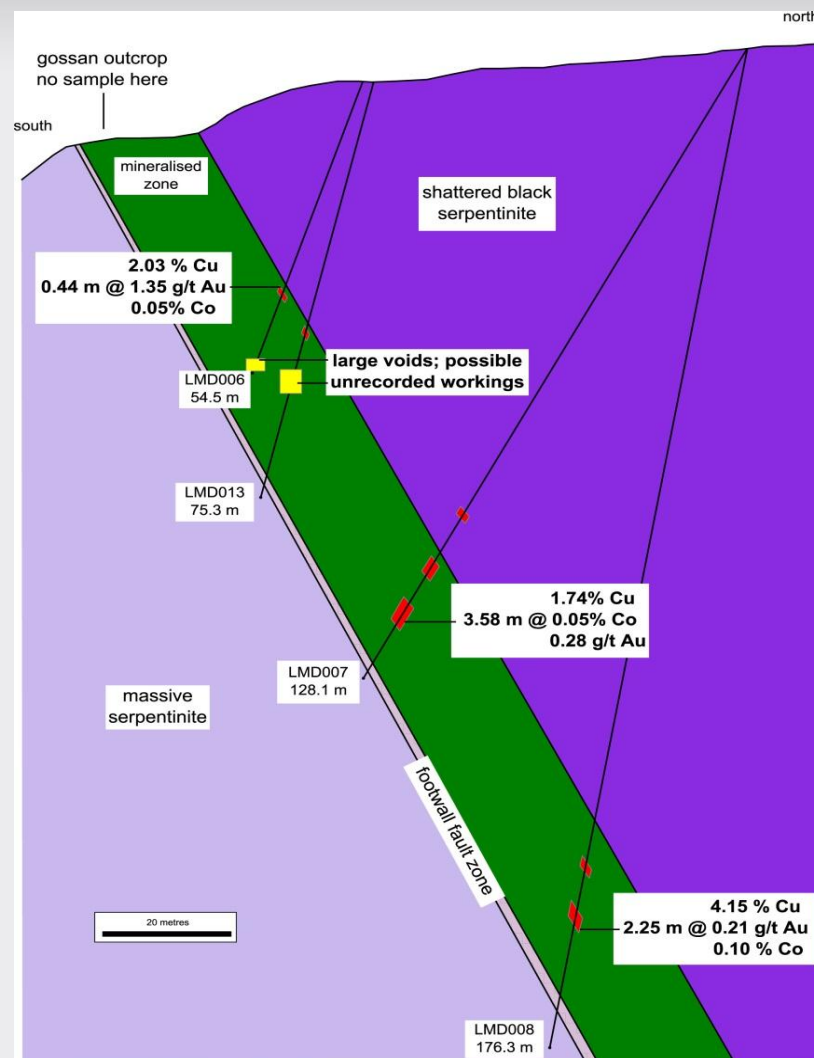 north
gossan outcrop
no sample here
south
mineralised
zone
shattered black
serpentinite
2.03 % Cu
0.44 m @ 1.35 g/t Au
0.05% Co
large voids; possible
unrecorded workings
LMD006
54.5 m
LMD013
75.3 m
1.74% Cu
3.58 m @ 0.05% Co
0.28 g/t Au
LMD007
128.1 m
massive
serpentinite
footwall fault zone
4.15 % Cu
2.25 m @ 0.21 g/t Au
0.10 % Co
20 metres
LMD008
176.3 m